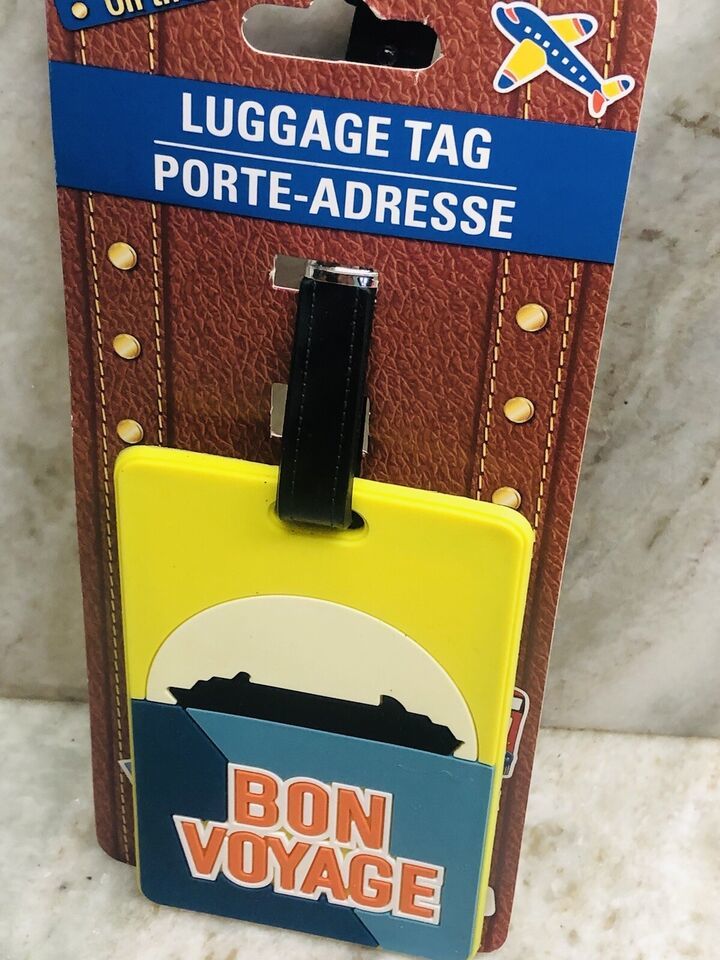 LUGGAGE TAG
PORTE-ADRESSE
BON
VOYAGE